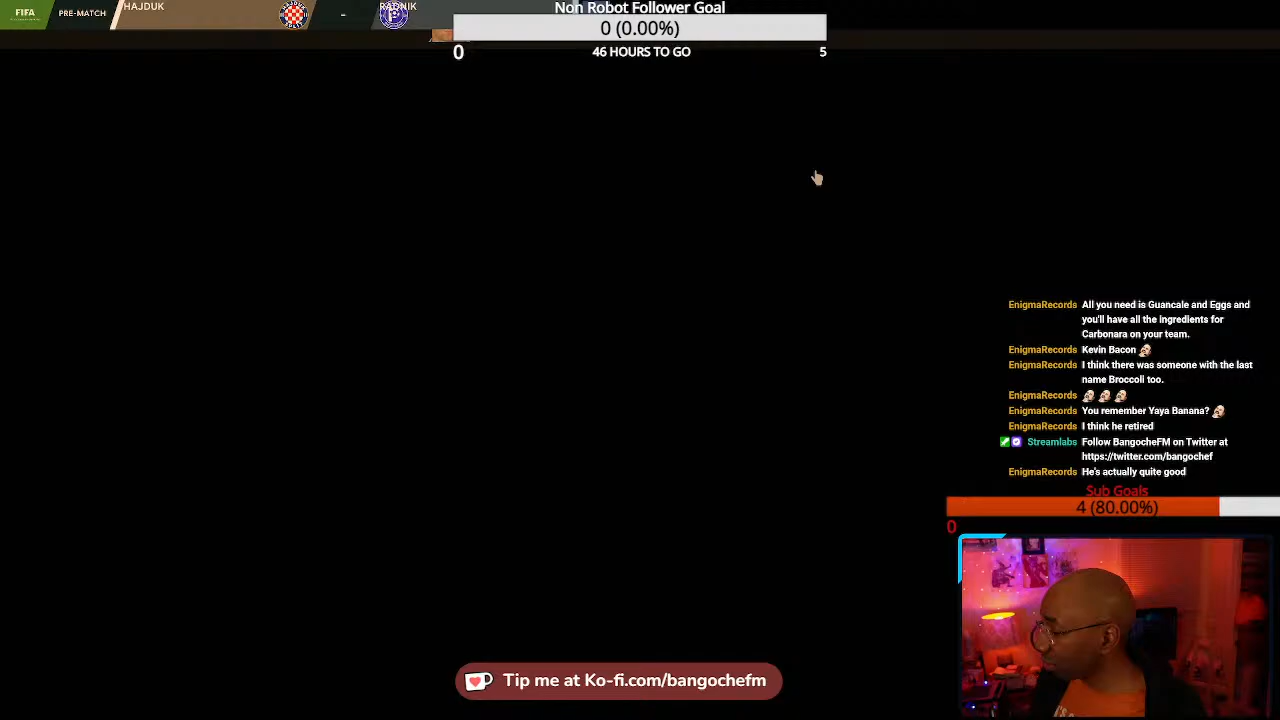 FIFA
PRE-MATCH
HAJDUK
-
RADNIK
Non Robot Follower Goal
0 (0.00%)
0
46 HOURS TO GO
5
EnigmaRecords All you need is Guancale and Eggs and
you'll have all the ingredients for
Carbonara on your team.
EnigmaRecords Kevin Bacon
EnigmaRecords I think there was someone with the last
name Broccoli too.
EnigmaRecords
EnigmaRecords You remember Yaya Banana?
EnigmaRecords I think he retired
Streamlabs Follow BangocheFM on Twitter at
https://twitter.com/bangochef
EnigmaRecords He's actually quite good
Sub Goals
4 (80.00%)
0
Tip me at Ko-fi.com/bangochefm